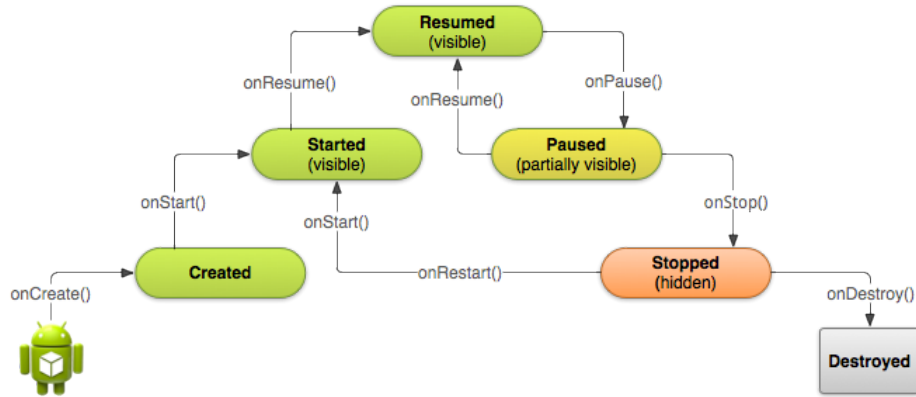 Resumed
(visible)
onResume()
onResume()
onPause()
Started
(visible)
Paused
(partially visible)
onStart()
onStart()
onStop()
Created
onRestart()
Stopped
(hidden)
onCreate()
onDestroy()
Destroyed